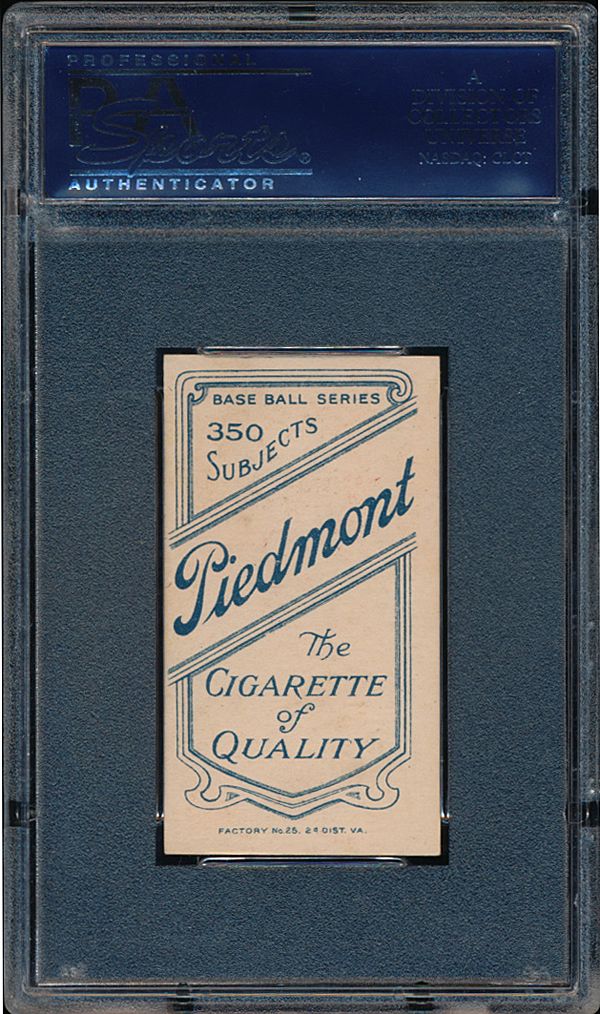 PROFESSIONAL
PSA
Sports®
AUTHENTICATOR
A
DIVISION OF
COLLECTORS
UNIVERSE
NASDAQ: CLCT
BASE BALL SERIES
350
SUBJECTS
Piedmont
The
CIGARETTE
of
QUALITY
FACTORY No. 25, 2d DIST. VA.